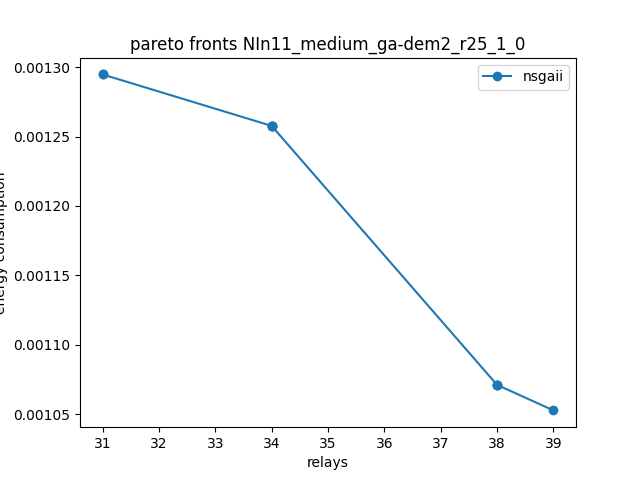 pareto fronts NIn11_medium_ga-dem2_r25_1_0
nsgaii
0.00130
0.00125
0.00120
0.00115
0.00110
0.00105
energy consumption
31 32 33 34 35 36 37 38 39
relays